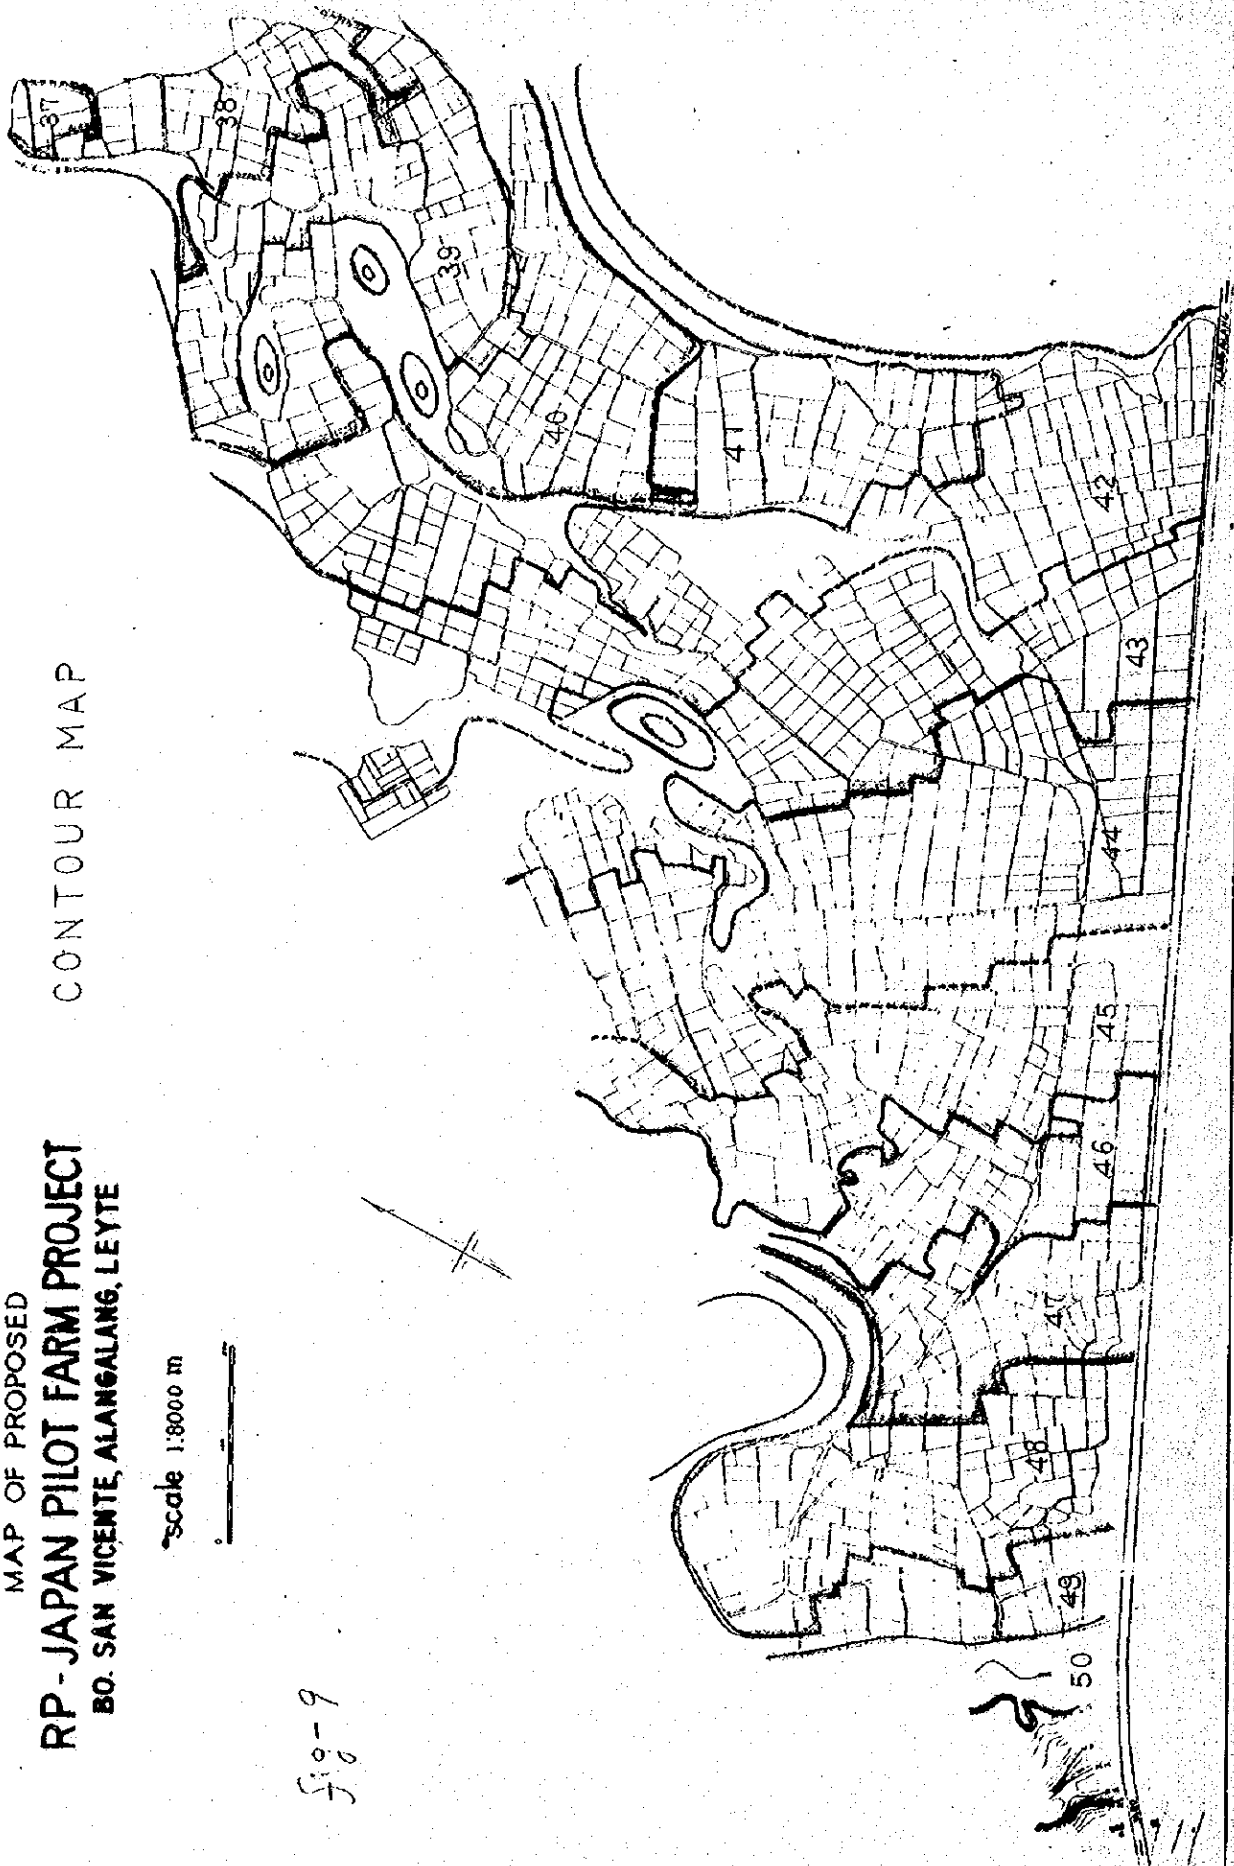 MAP OF PROPOSED
RP-JAPAN PILOT FARM PROJECT
BO. SAN VICENTE, ALANGALANG, LEYTE
CONTOUR MAP
scale 1:8000 m
0
fig-9
37
38
39
40
41
42
43
44
45
46
47
48
49
50